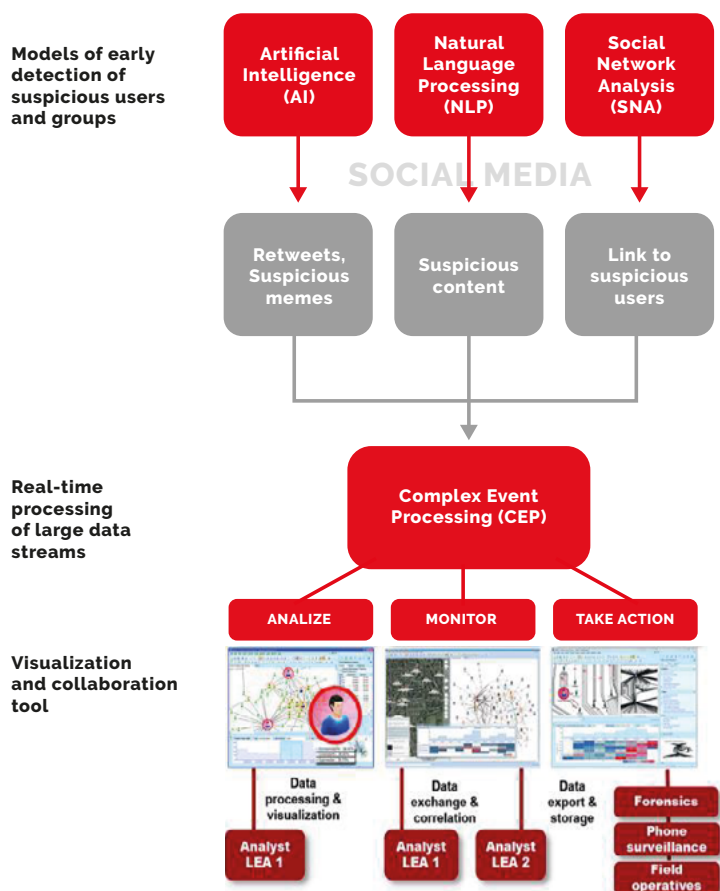 Models of early
detection of
suspicious users
and groups
Artificial
Intelligence
(AI)
Natural
Language
Processing
(NLP)
Social
Network
Analysis
(SNA)
SOCIAL MEDIA
Retweets,
Suspicious
memes
Suspicious
content
Link to
suspicious
users
Real-time
processing
of large data
streams
Complex Event
Processing (CEP)
ANALIZE
MONITOR
TAKE ACTION
Visualization
and collaboration
tool
Data
processing &
visualization
Data
exchange &
correlation
Data
export &
storage
Analyst
LEA 1
Analyst
LEA 1
Analyst
LEA 2
Forensics
Phone
surveillance
Field
operatives